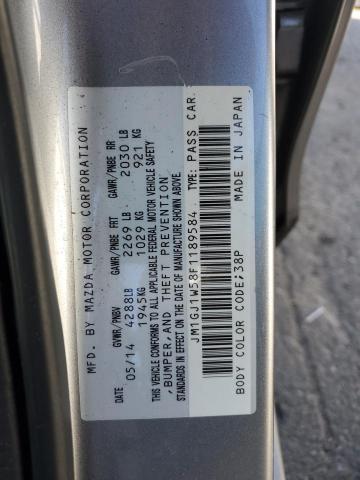 MFD. BY MAZDA MOTOR CORPORATION
DATE GVWR/PNBV GAWR/PNBE FRT GAWR/PNBE RR
05/14 4288LB 2269 LB 2030 LB
1945KG 1029 KG 921 KG
THIS VEHICLE CONFORMS TO ALL APPLICABLE FEDERAL MOTOR VEHICLE SAFETY
,BUMPER,AND THEFT PREVENTION
STANDARDS IN EFFECT ON THE DATE OF MANUFACTURE SHOWN ABOVE.
JM1GJ1W58F1189584 TYPE: PASS CAR
BODY COLOR CODE;38P MADE IN JAPAN